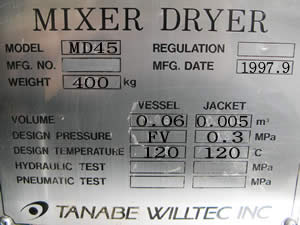 MIXER DRYER
MODEL MD45 REGULATION
MFG. NO. MFG. DATE 1997.9
WEIGHT 400 kg
VESSEL JACKET
VOLUME 0.06 0.005 m³
DESIGN PRESSURE FV 0.3 MPa
DESIGN TEMPERATURE 120 120 °C
HYDRAULIC TEST MPa
PNEUMATIC TEST MPa
TANABE WILLTEC INC